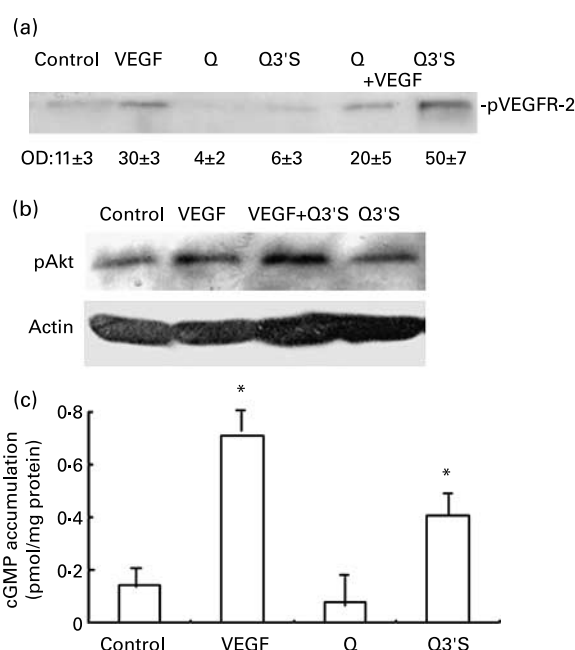 (a)
Control VEGF Q Q3'S Q Q3'S
+VEGF
-pVEGFR-2
OD:11±3 30±3 4±2 6±3 20±5 50±7
(b)
Control VEGF VEGF+Q3'S Q3'S
pAkt
Actin
(c)
cGMP accumulation
(pmol/mg protein)
0·8
0·6
0·4
0·2
0
*
*
Control VEGF Q Q3'S